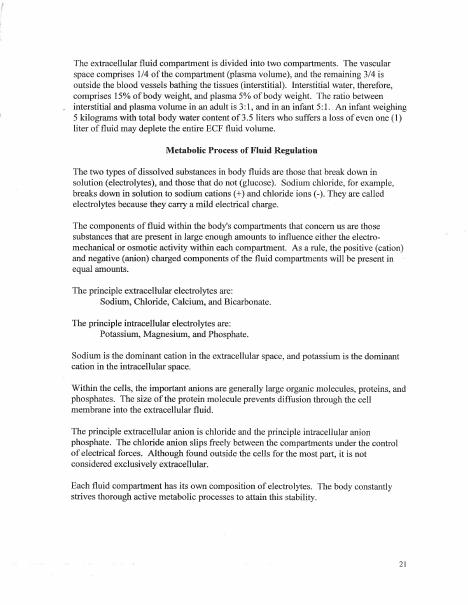 The extracellular fluid compartment is divided into two compartments. The vascular
space comprises 1/4 of the compartment (plasma volume), and the remaining 3/4 is
outside the blood vessels bathing the tissues (interstitial). Interstitial water, therefore,
comprises 15% of body weight, and plasma 5% of body weight. The ratio between
interstitial and plasma volume in an adult is 3:1, and in an infant 5:1. An infant weighing
5 kilograms with total body water content of 3.5 liters who suffers a loss of even one (1)
liter of fluid may deplete the entire ECF fluid volume.
Metabolic Process of Fluid Regulation
The two types of dissolved substances in body fluids are those that break down in
solution (electrolytes), and those that do not (glucose). Sodium chloride, for example,
breaks down in solution to sodium cations (+) and chloride ions (-). They are called
electrolytes because they carry a mild electrical charge.
The components of fluid within the body's compartments that concern us are those
substances that are present in large enough amounts to influence either the electro-
mechanical or osmotic activity within each compartment. As a rule, the positive (cation)
and negative (anion) charged components of the fluid compartments will be present in
equal amounts.
The principle extracellular electrolytes are:
Sodium, Chloride, Calcium, and Bicarbonate.
The principle intracellular electrolytes are:
Potassium, Magnesium, and Phosphate.
Sodium is the dominant cation in the extracellular space, and potassium is the dominant
cation in the intracellular space.
Within the cells, the important anions are generally large organic molecules, proteins, and
phosphates. The size of the protein molecule prevents diffusion through the cell
membrane into the extracellular fluid.
The principle extracellular anion is chloride and the principle intracellular anion
phosphate. The chloride anion slips freely between the compartments under the control
of electrical forces. Although found outside the cells for the most part, it is not
considered exclusively extracellular.
Each fluid compartment has its own composition of electrolytes. The body constantly
strives thorough active metabolic processes to attain this stability.
21